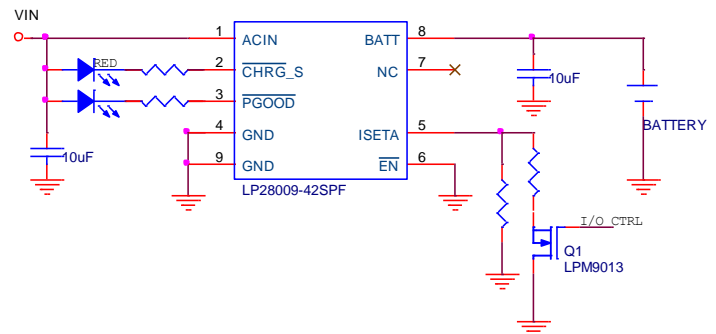 VIN
1 ACIN BATT 8
RED
2 CHRG_S NC 7
3 PGOOD
10uF
4 GND ISETA 5
BATTERY
9 GND EN 6
10uF
LP28009-42SPF
I/O CTRL
Q1
LPM9013